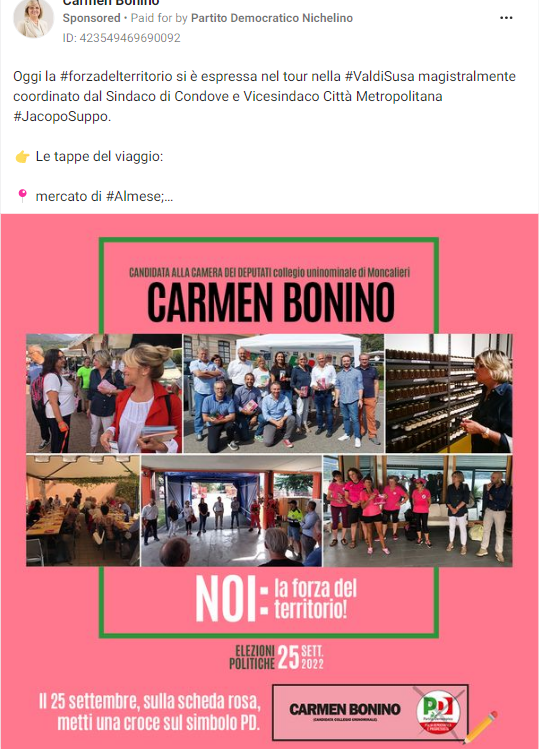 Carmen Bonino
Sponsored • Paid for by Partito Democratico Nichelino
ID: 423549469690092
Oggi la #forzadelterritorio si è espressa nel tour nella #ValdiSusa magistralmente
coordinato dal Sindaco di Condove e Vicesindaco Città Metropolitana
#JacopoSuppo.
👉 Le tappe del viaggio:
📍 mercato di #Almese;...
CANDIDATA ALLA CAMERA DEI DEPUTATI collegio uninominale di Moncalieri
CARMEN BONINO
NOI: la forza del
territorio!
ELEZIONI
POLITICHE 25 SETT.
2022
Il 25 settembre, sulla scheda rosa,
metti una croce sul simbolo PD.
CARMEN BONINO
(CANDIDATA COLLEGIO UNINOMINALE)
PD